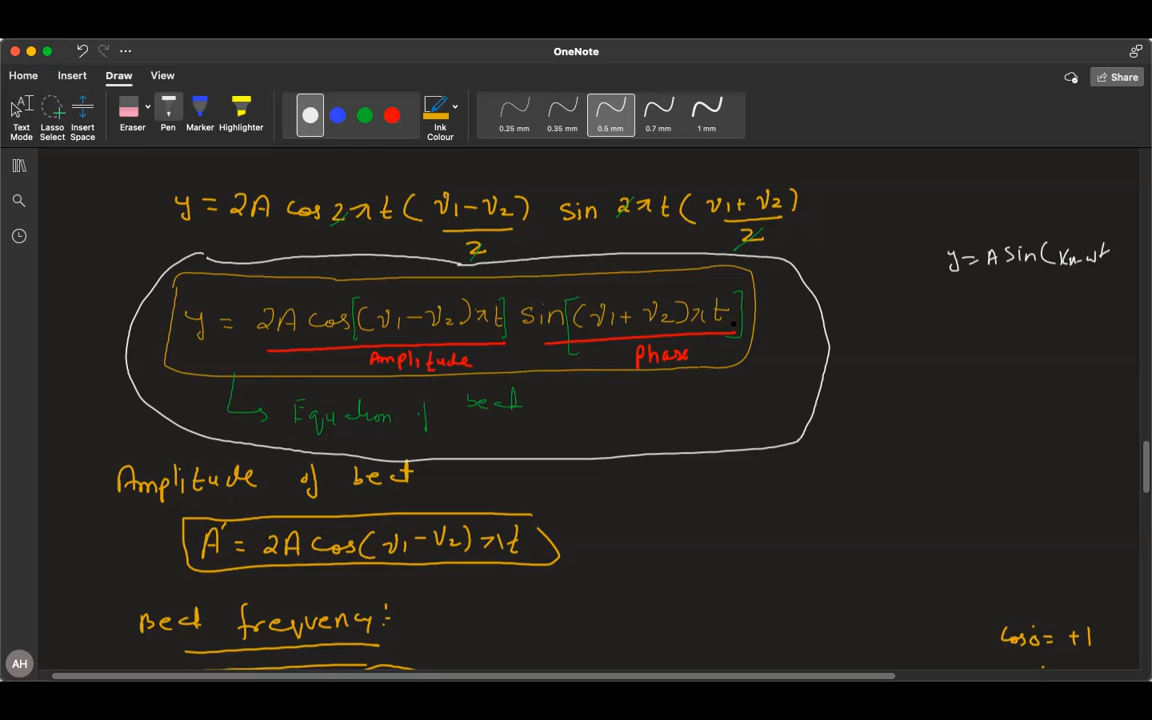 OneNote
Home Insert Draw View
Share
Text Mode Lasso Select Insert Space Eraser Pen Marker Highlighter Ink Colour 0.25 mm 0.35 mm 0.5 mm 0.7 mm 1 mm
y = 2A cos 2πt (ν1 - ν2)/2 sin 2πt (ν1 + ν2)/2
y = A sin(Kx-ωt
y = 2A cos[(ν1 - ν2)πt] sin[(ν1 + ν2)πt]
Amplitude phase
Equation of beat
Amplitude of beat
A' = 2A cos(ν1 - ν2)πt
Beat frequency:
cos0 = +1
AH